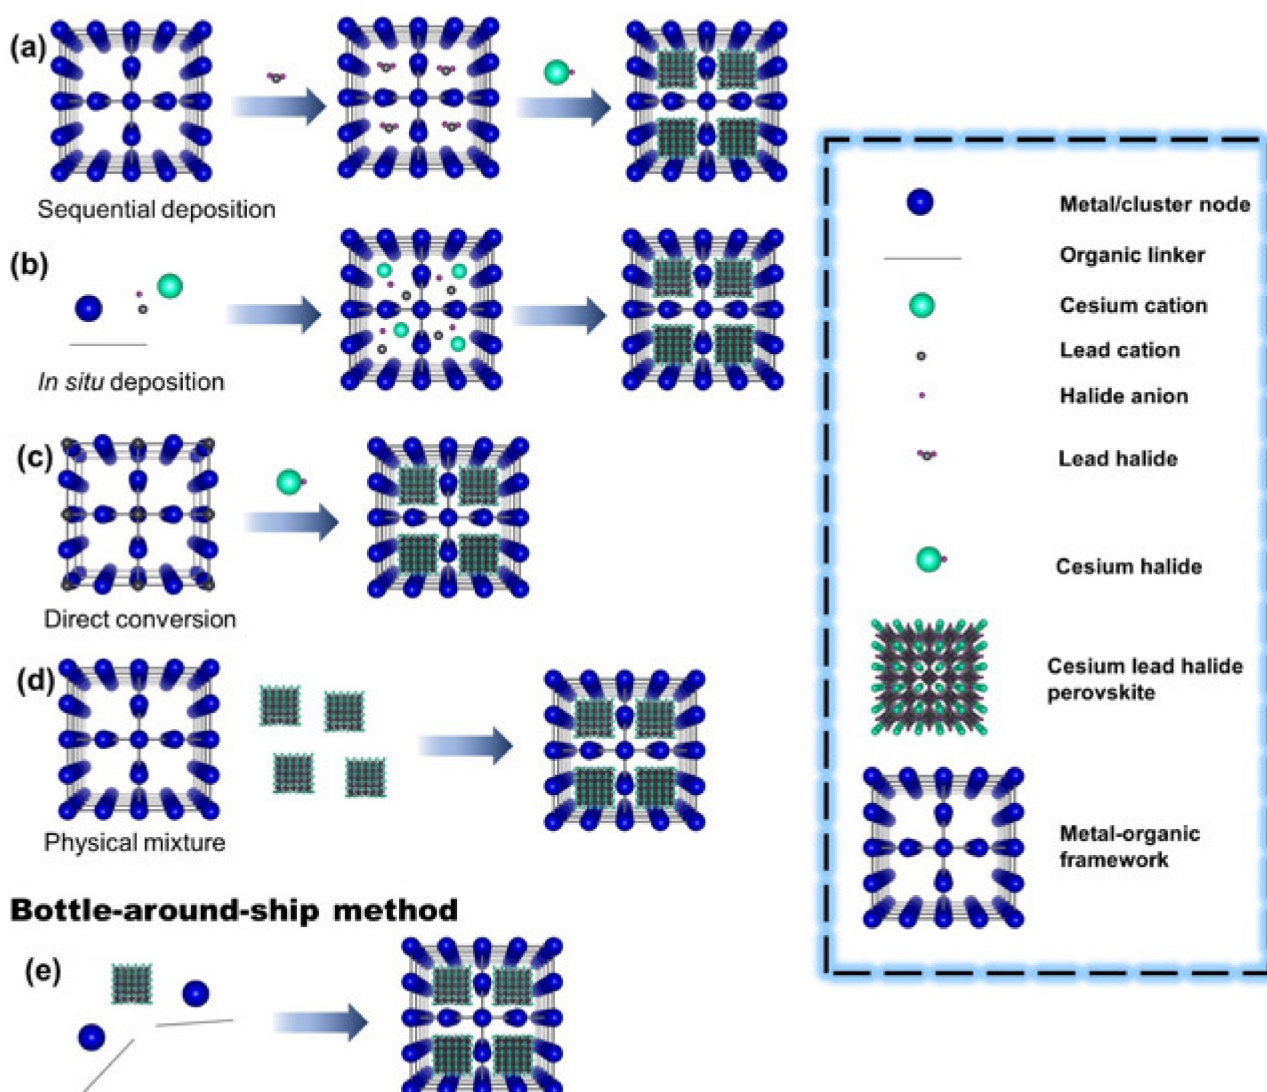 (a)
Sequential deposition
(b)
In situ deposition
(c)
Direct conversion
(d)
Physical mixture
Bottle-around-ship method
(e)
Metal/cluster node
Organic linker
Cesium cation
Lead cation
Halide anion
Lead halide
Cesium halide
Cesium lead halide
perovskite
Metal-organic
framework